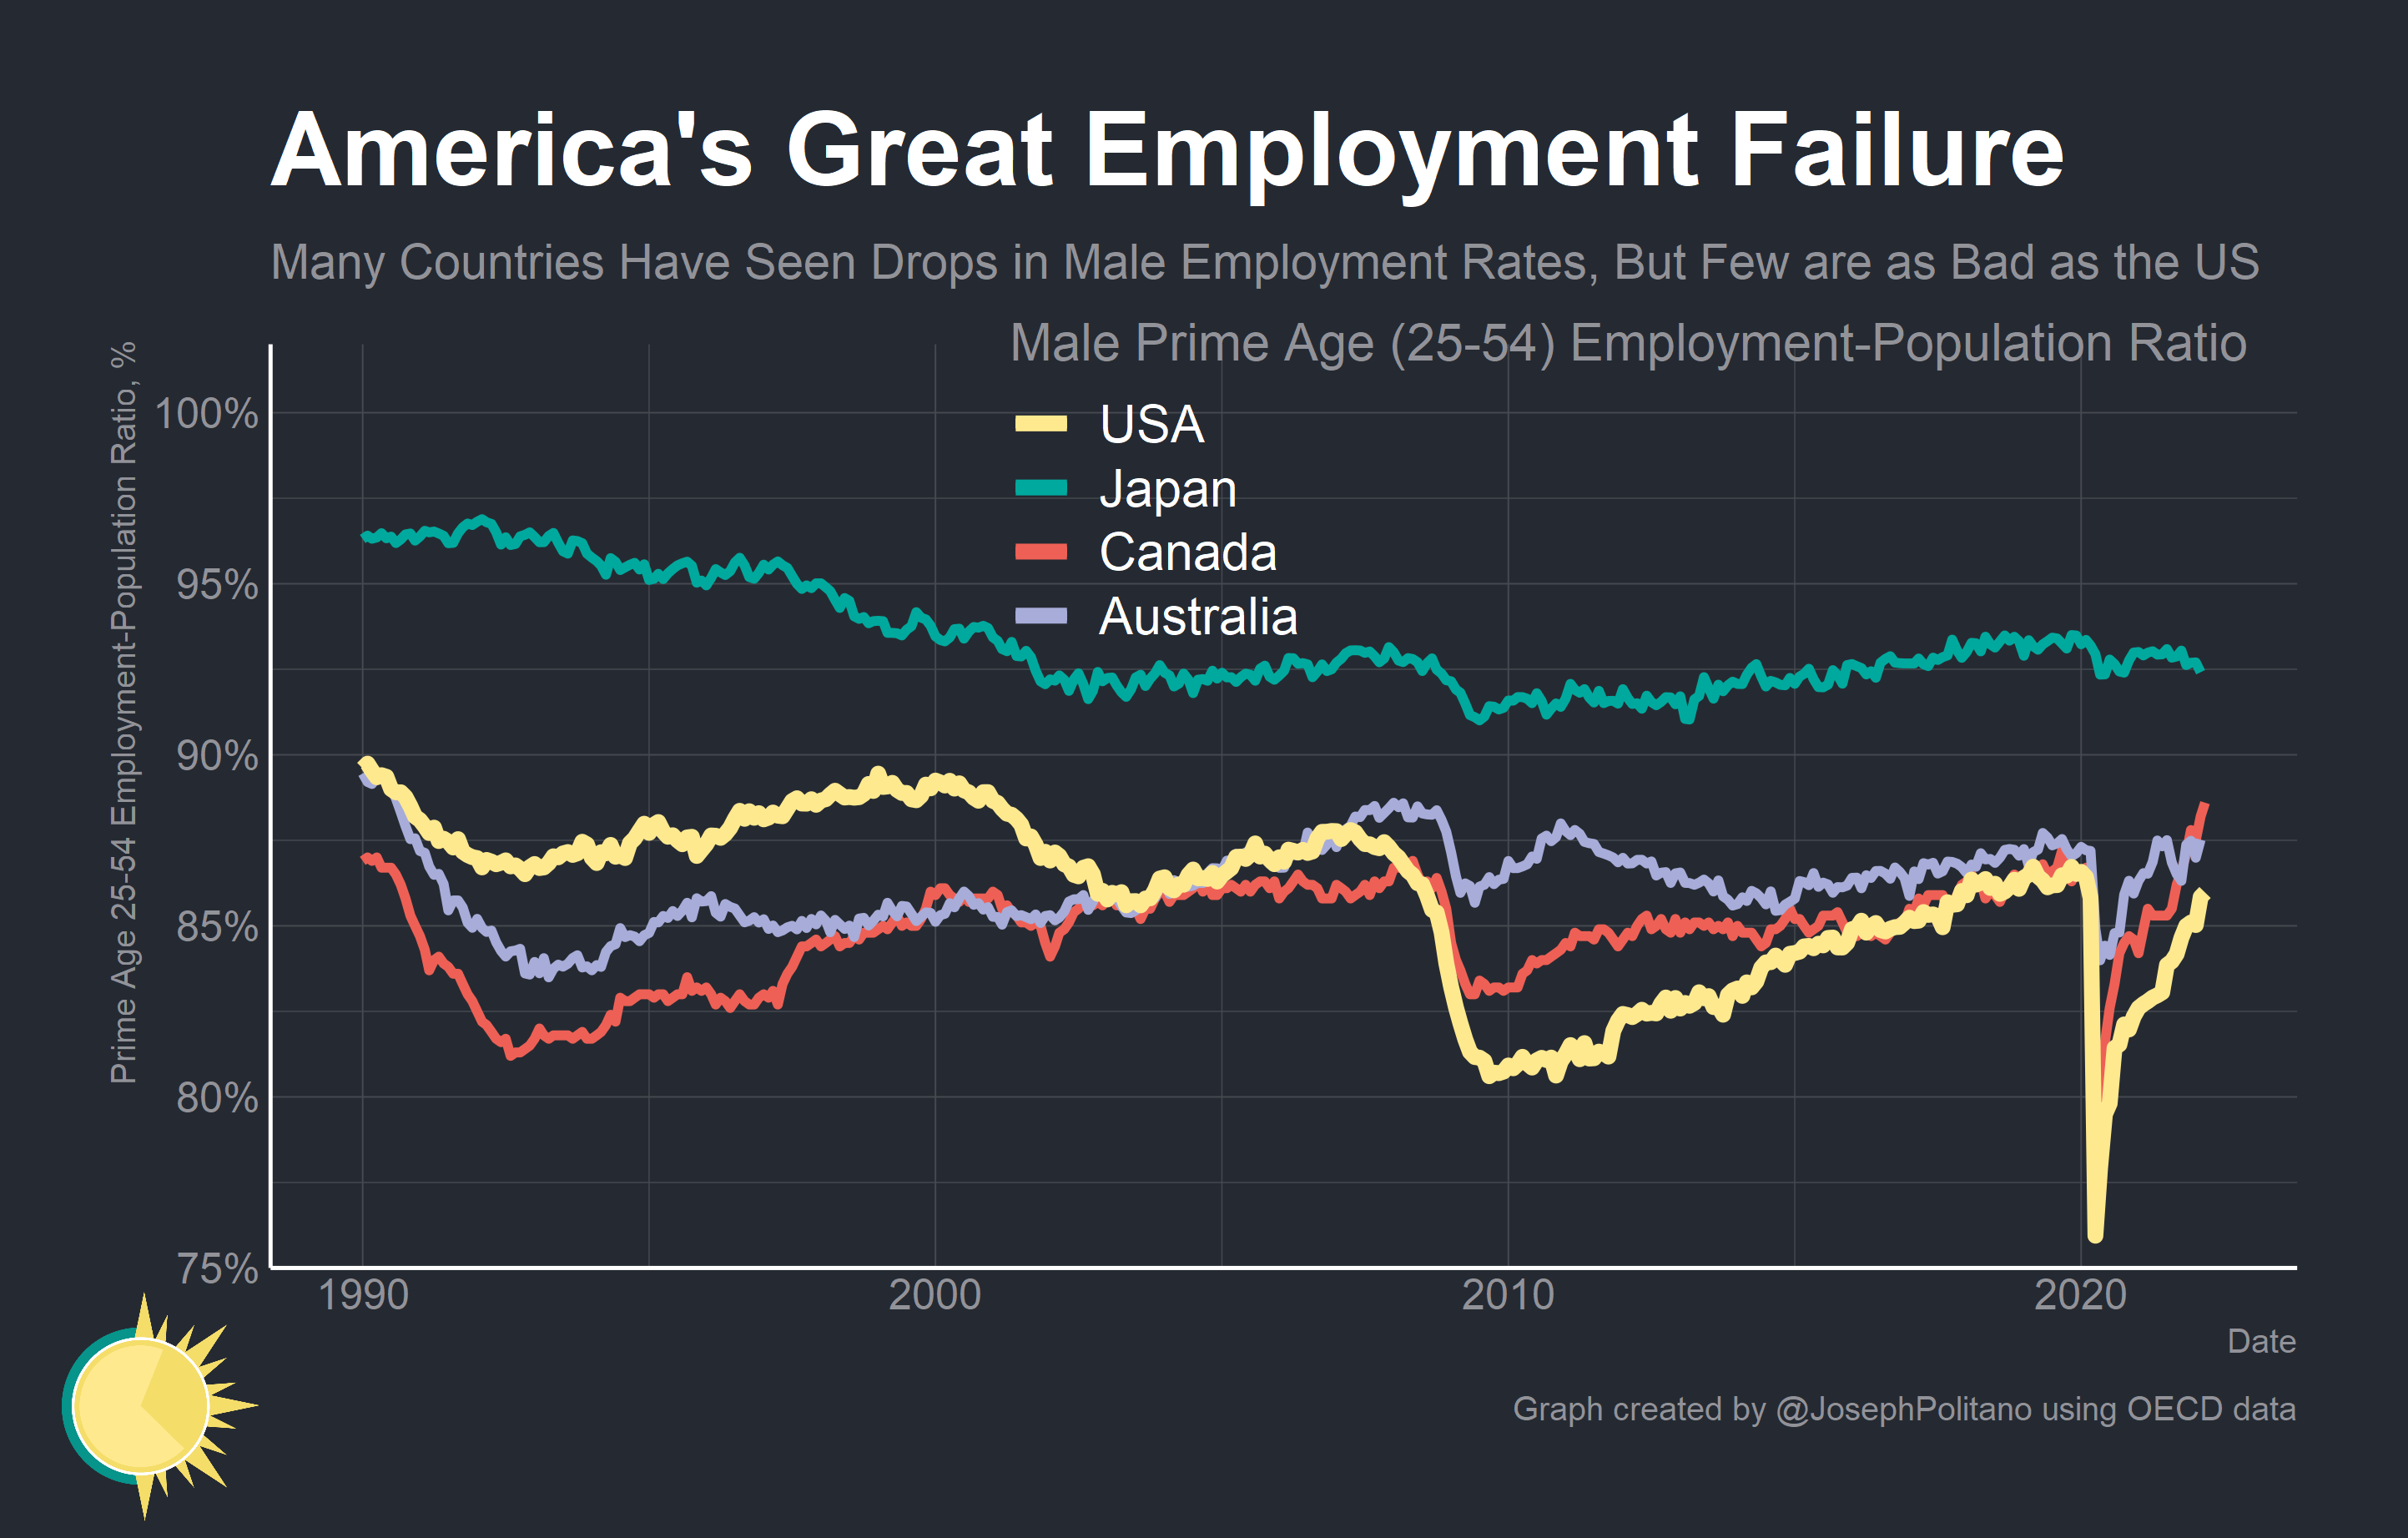 America's Great Employment Failure
Many Countries Have Seen Drops in Male Employment Rates, But Few are as Bad as the US
Male Prime Age (25-54) Employment-Population Ratio
USA
Japan
Canada
Australia
Prime Age 25-54 Employment-Population Ratio, %
100%
95%
90%
85%
80%
75%
1990
2000
2010
2020
Date
Graph created by @JosephPolitano using OECD data